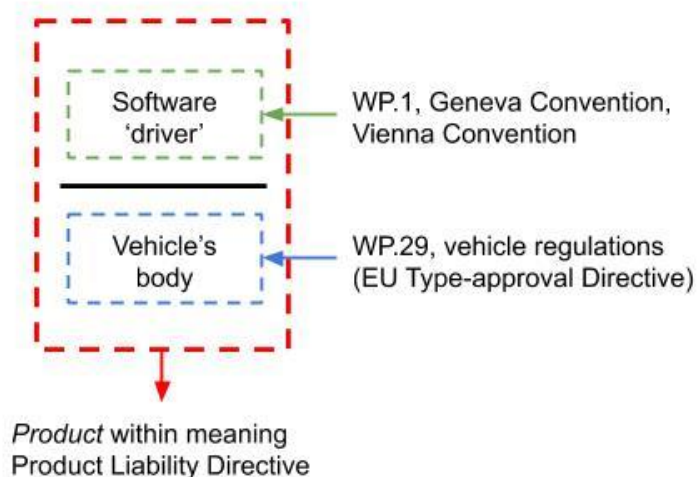 Software
‘driver’
WP.1, Geneva Convention,
Vienna Convention
Vehicle’s
body
WP.29, vehicle regulations
(EU Type-approval Directive)
Product within meaning
Product Liability Directive